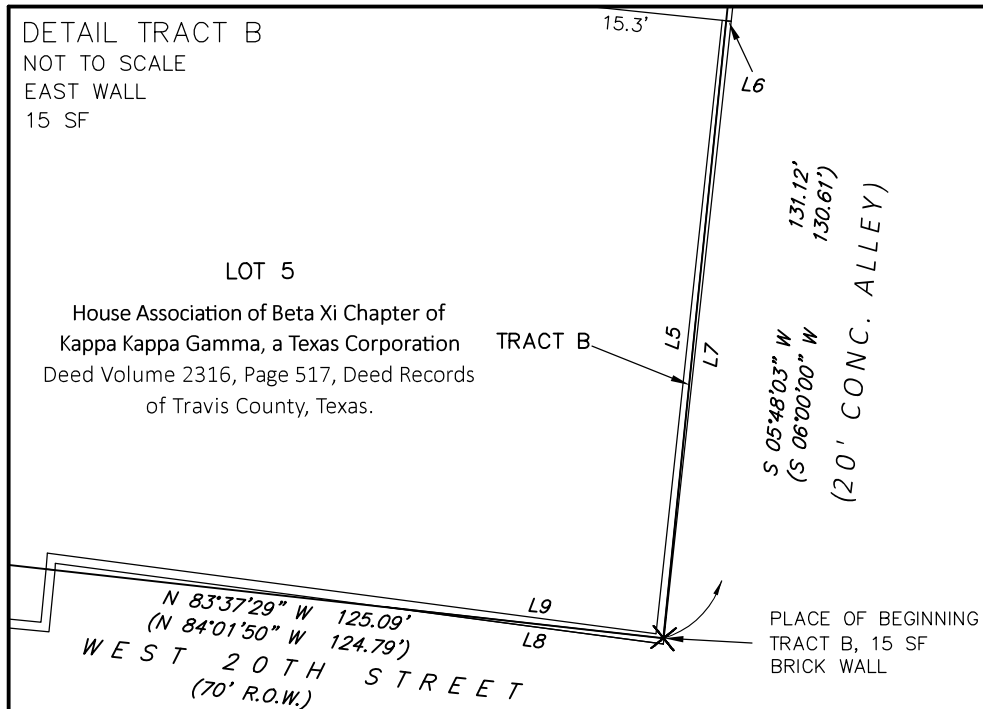 DETAIL TRACT B
NOT TO SCALE
EAST WALL
15 SF
15.3'
L6
131.12'
130.61')
S 05°48'03" W
(S 06°00'00" W
(20' CONC. ALLEY)
LOT 5
House Association of Beta Xi Chapter of
Kappa Kappa Gamma, a Texas Corporation
Deed Volume 2316, Page 517, Deed Records
of Travis County, Texas.
TRACT B
L5
L7
L9
L8
N 83°37'29" W 125.09'
(N 84°01'50" W 124.79')
WEST 20TH STREET
(70' R.O.W.)
PLACE OF BEGINNING
TRACT B, 15 SF
BRICK WALL